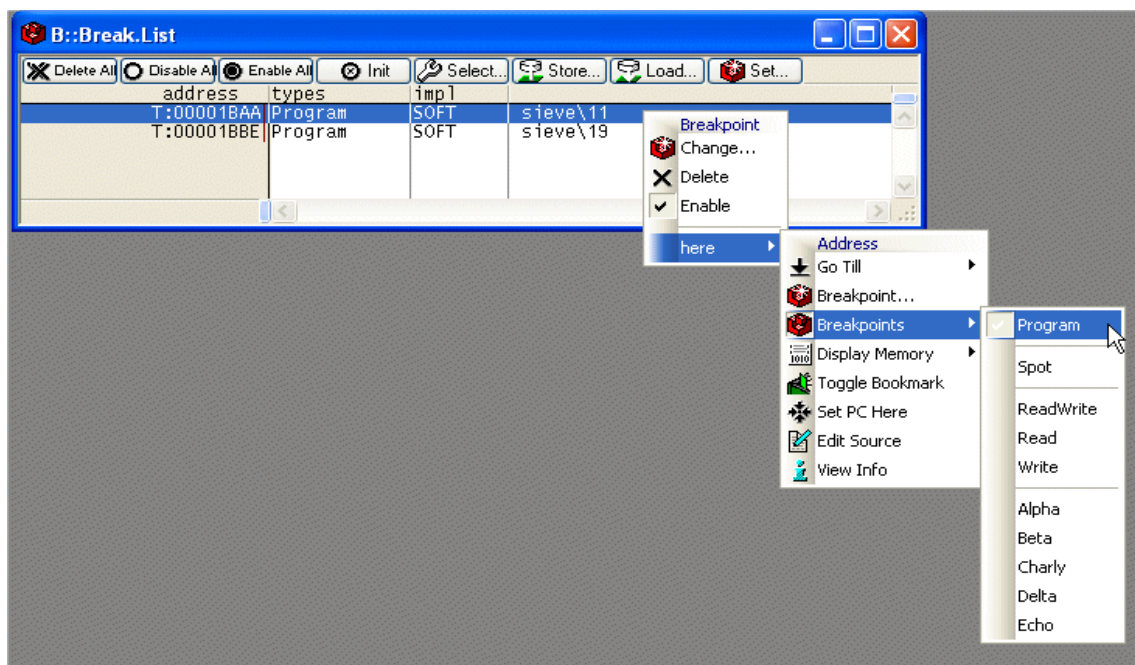 B::Break.List
Delete All Disable All Enable All Init Select... Store... Load... Set...
address types impl
T:00001BAA Program SOFT sieve\11
T:00001BBE Program SOFT sieve\19
Breakpoint
Change...
Delete
Enable
here
Address
Go Till
Breakpoint...
Breakpoints
Display Memory
Toggle Bookmark
Set PC Here
Edit Source
View Info
Program
Spot
ReadWrite
Read
Write
Alpha
Beta
Charly
Delta
Echo